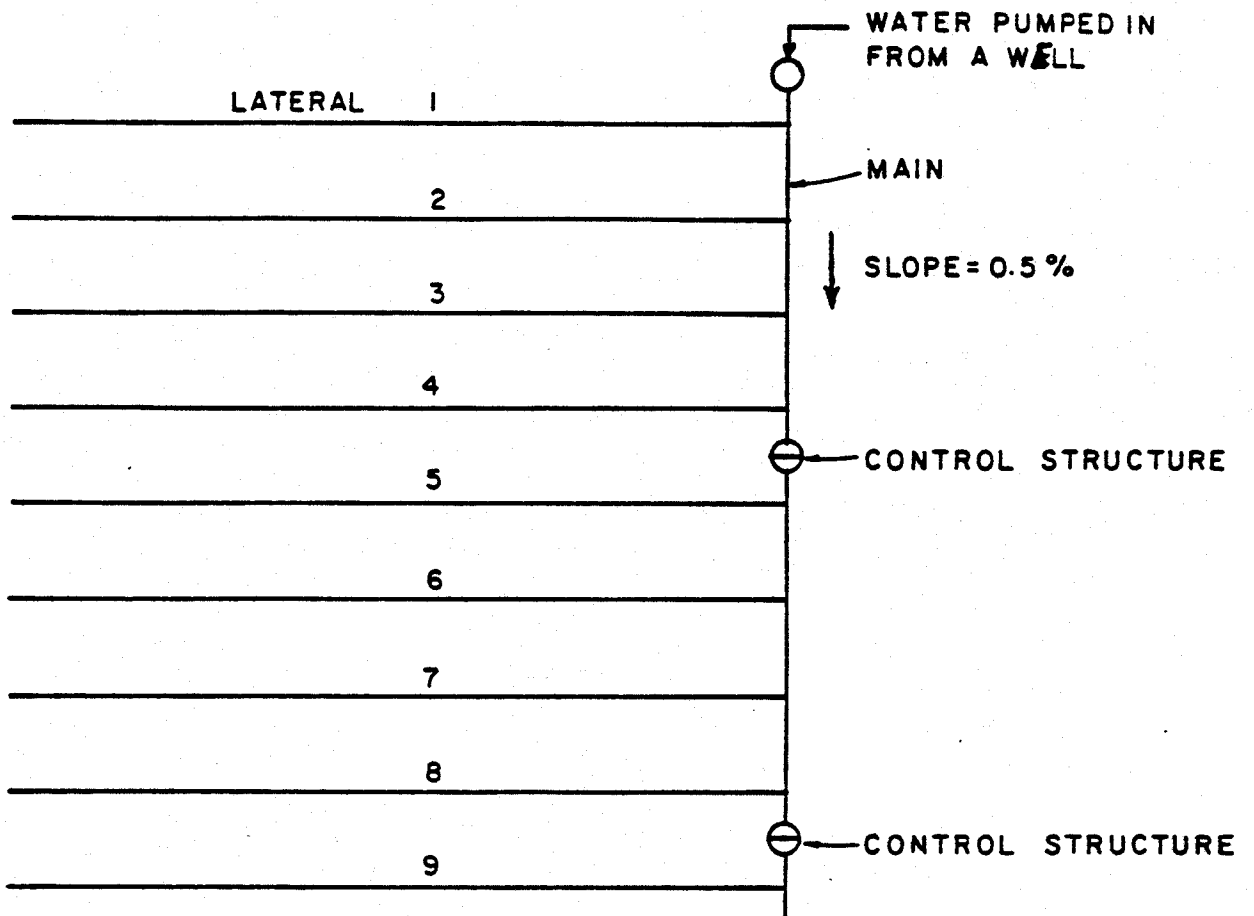 WATER PUMPED IN
FROM A WELL
LATERAL 1
MAIN
2
SLOPE = 0.5 %
3
4
CONTROL STRUCTURE
5
6
7
8
CONTROL STRUCTURE
9